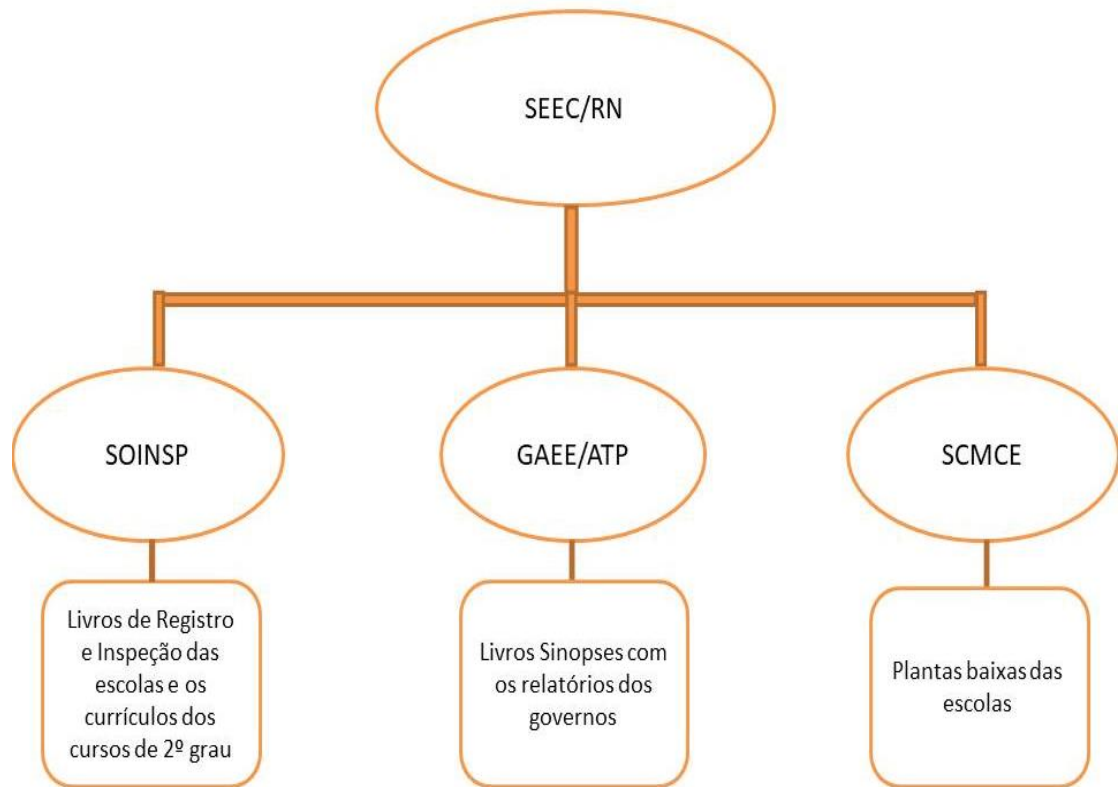 SEEC/RN
SOINSP
GAEE/ATP
SCMCE
Livros de Registro
e Inspeção das
escolas e os
currículos dos
cursos de 2º grau
Livros Sinopses com
os relatórios dos
governos
Plantas baixas das
escolas